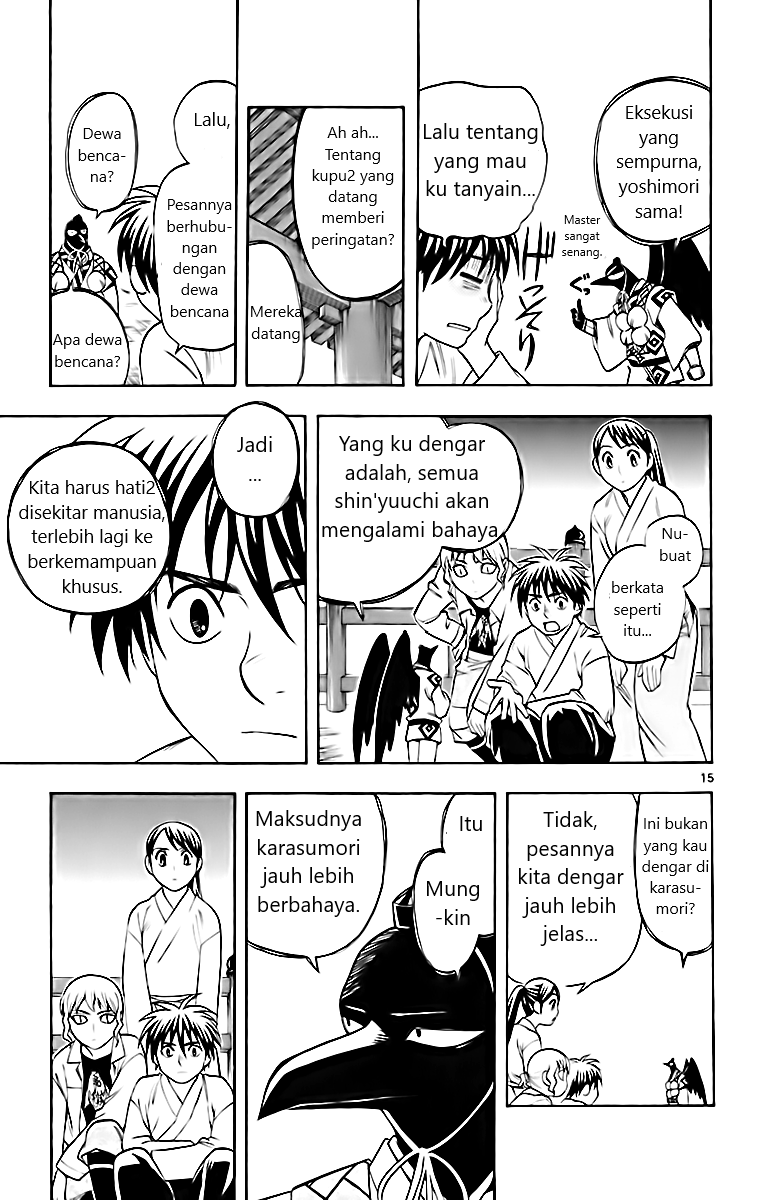 Eksekusi
yang
sempurna,
yoshimori
sama!
Master
sangat
senang.
ぐっ
Lalu tentang
yang mau
ku tanyain...
Ah ah...
Tentang
kupu2 yang
datang
memberi
peringatan?
Mereka
datang
Lalu,
Pesannya
berhubu-
ngan
dengan
dewa
bencana
Dewa
benca-
na?
Apa dewa
bencana?
Yang ku dengar
adalah, semua
shin'yuuchi akan
mengalami bahaya
Nu-
buat
berkata
seperti
itu...
Jadi
...
Kita harus hati2
disekitar manusia,
terlebih lagi ke
berkemampuan
khusus.
15
Ini bukan
yang kau
dengar di
karasu-
mori?
Tidak,
pesannya
kita dengar
jauh lebih
jelas...
Itu
Mung
-kin
Maksudnya
karasumori
jauh lebih
berbahaya.